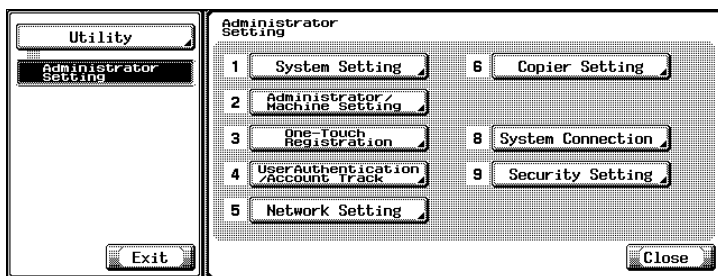 Utility
Administrator
Setting
Exit
Administrator
Setting
1 System Setting
2 Administrator/
Machine Setting
3 One-Touch
Registration
4 UserAuthentication
/Account Track
5 Network Setting
6 Copier Setting
8 System Connection
9 Security Setting
Close